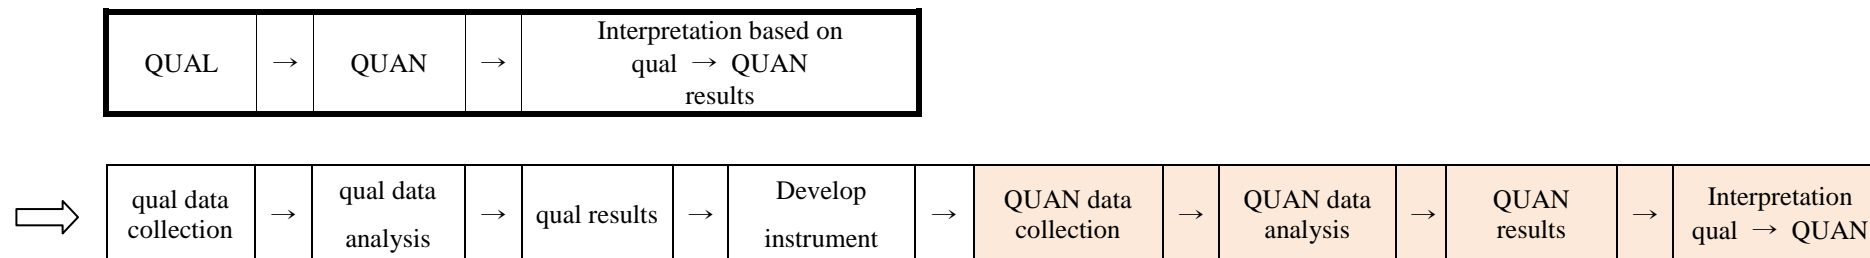 QUAL → QUAN → Interpretation based on
qual → QUAN
results
qual data
collection
→
qual data
analysis
→
qual results
→
Develop
instrument
→
QUAN data
collection
→
QUAN data
analysis
→
QUAN
results
→
Interpretation
qual → QUAN